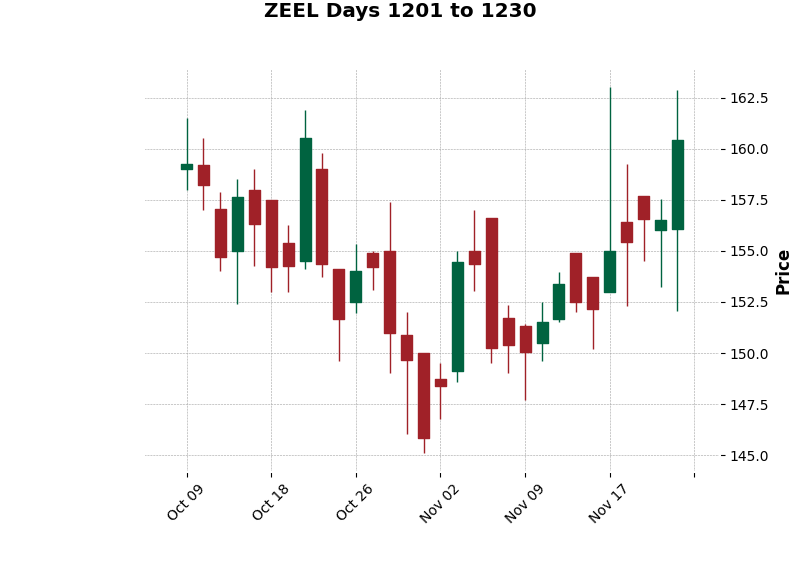 ZEEL Days 1201 to 1230
162.5
160.0
157.5
155.0
152.5
150.0
147.5
145.0
Price
Oct 09
Oct 18
Oct 26
Nov 02
Nov 09
Nov 17